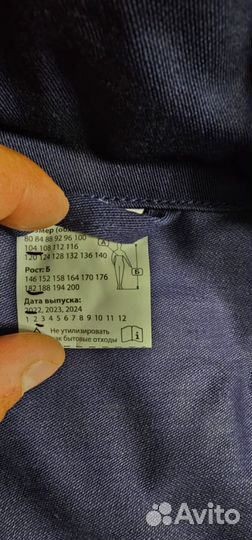 80 84 88 92 96 100
104 108 112 116
120 124 128 132 136 140
А
Б
Рост: Б
146 152 158 164 170 176
182 188 194 200
Дата выпуска:
2022, 2023, 2024
1 2 3 4 5 6 7 8 9 10 11 12
Не утилизировать
как бытовые отходы
i
Avito